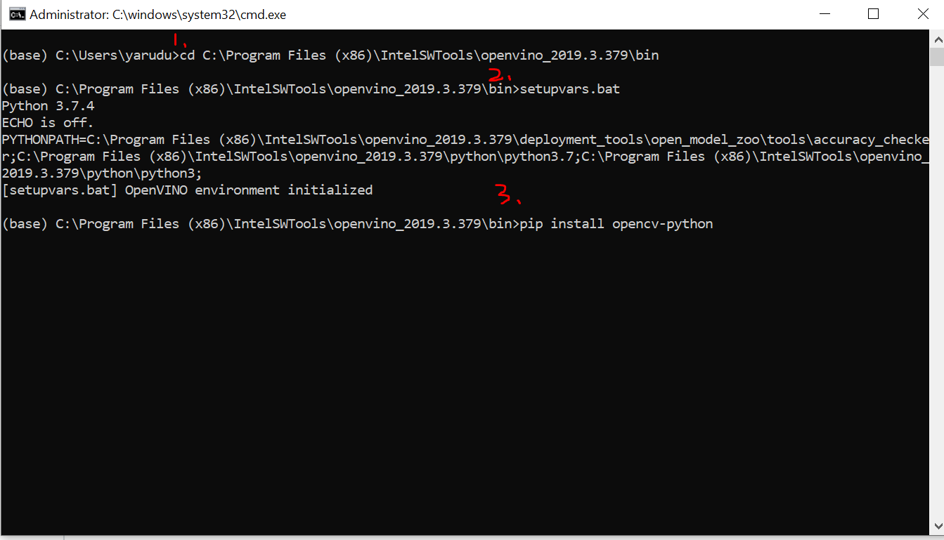 Administrator: C:\windows\system32\cmd.exe
1.
(base) C:\Users\yarudu>cd C:\Program Files (x86)\IntelSWTools\openvino_2019.3.379\bin
2.
(base) C:\Program Files (x86)\IntelSWTools\openvino_2019.3.379\bin>setupvars.bat
Python 3.7.4
ECHO is off.
PYTHONPATH=C:\Program Files (x86)\IntelSWTools\openvino_2019.3.379\deployment_tools\open_model_zoo\tools\accuracy_checke
r;C:\Program Files (x86)\IntelSWTools\openvino_2019.3.379\python\python3.7;C:\Program Files (x86)\IntelSWTools\openvino_
2019.3.379\python\python3;
[setupvars.bat] OpenVINO environment initialized
3.
(base) C:\Program Files (x86)\IntelSWTools\openvino_2019.3.379\bin>pip install opencv-python